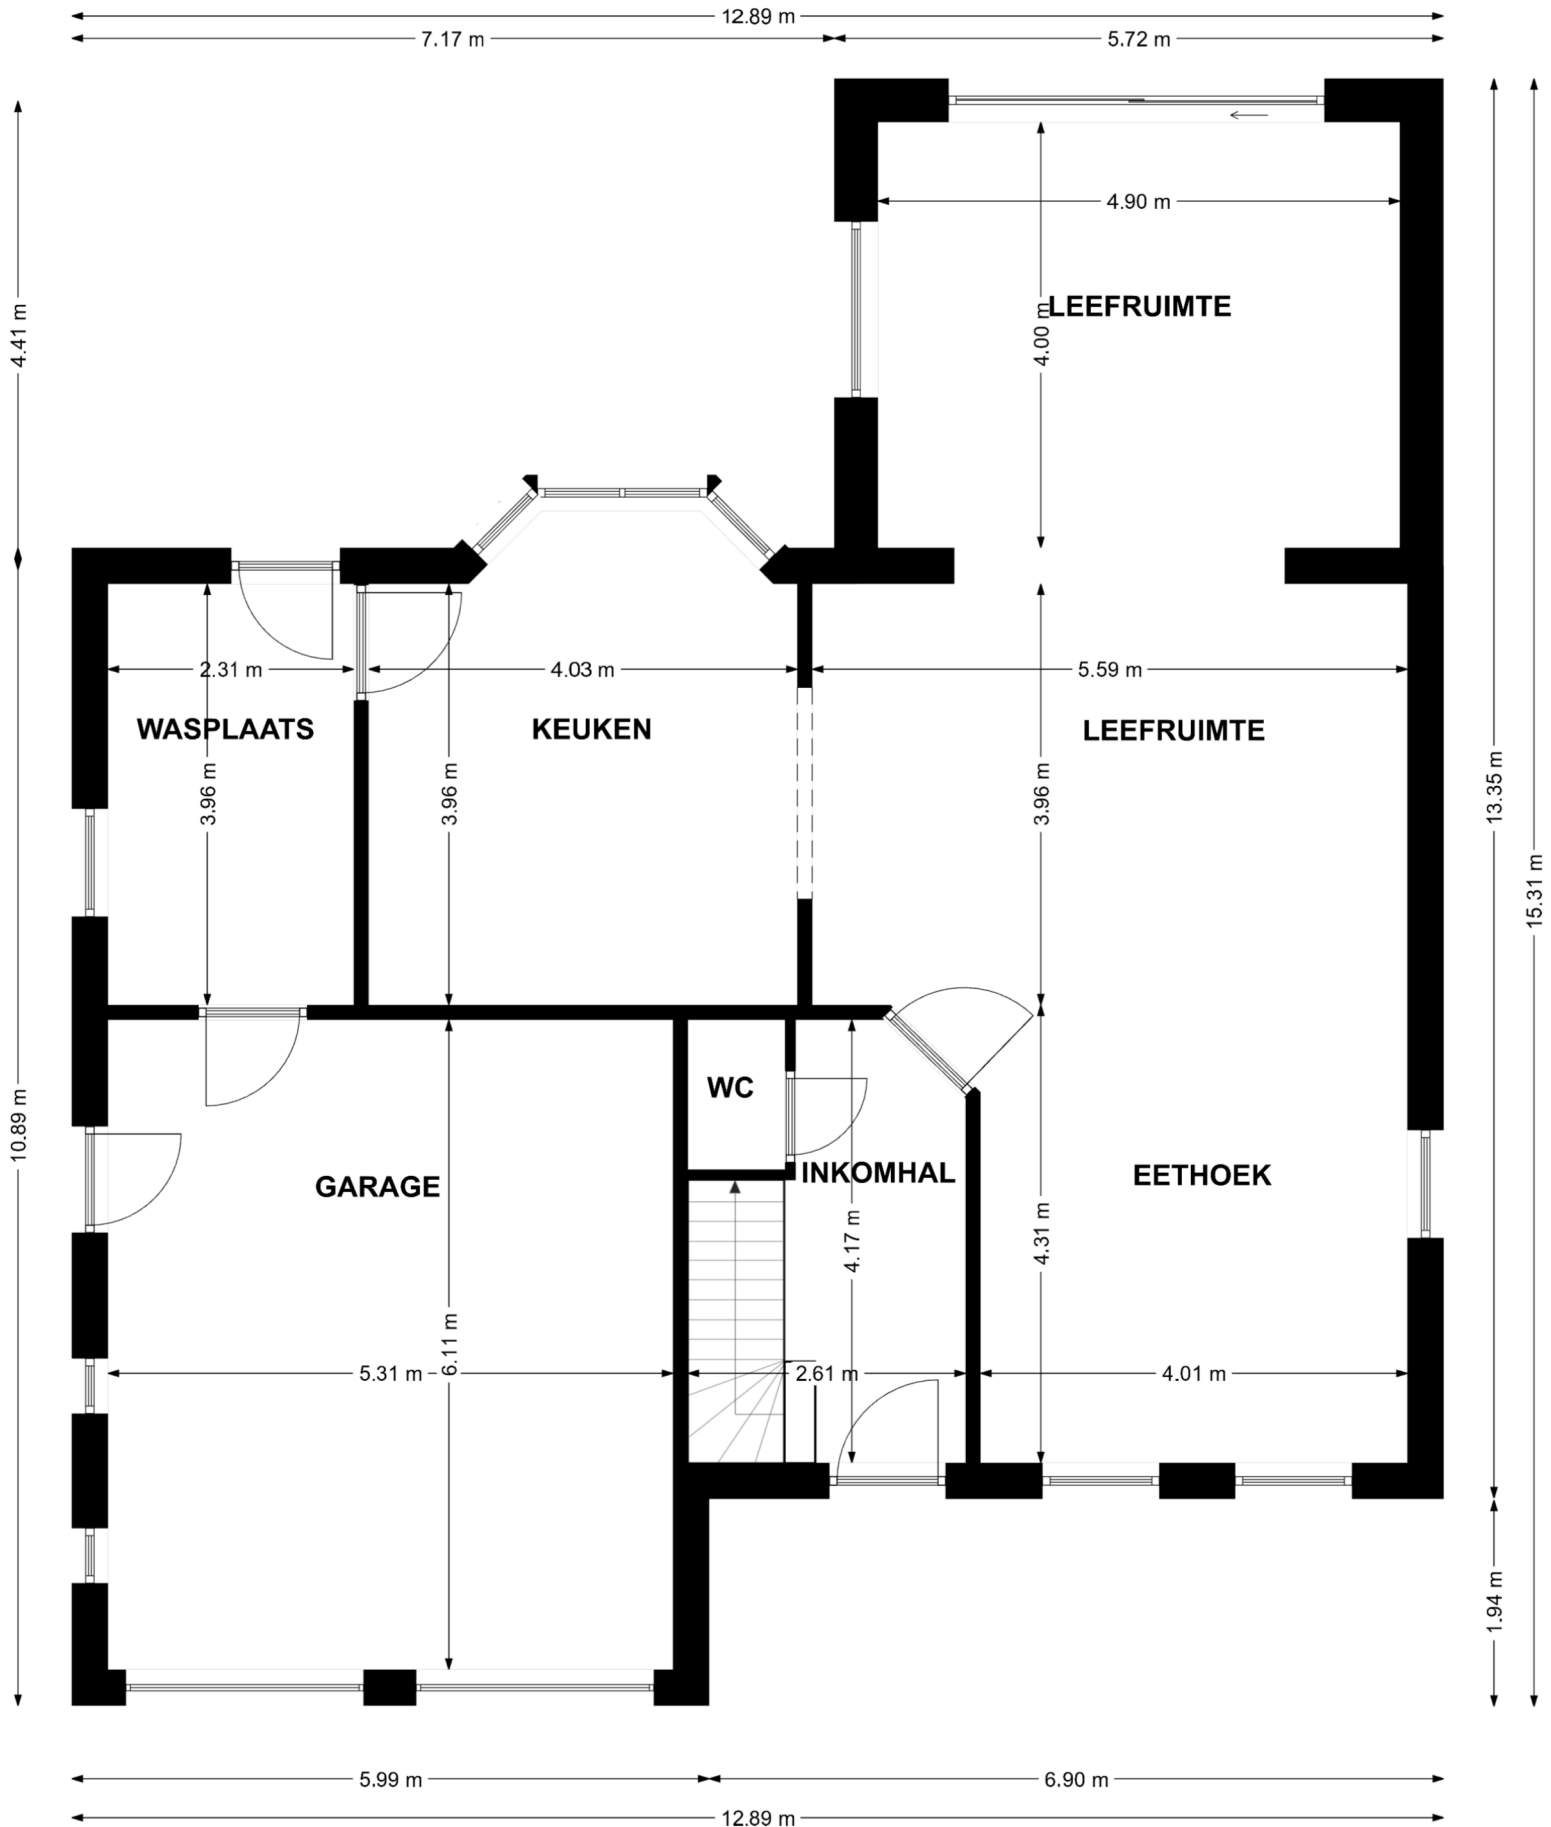 12.89 m
7.17 m
5.72 m
4.90 m
LEEFRUIMTE
4.41 m
4.00 m
2.31 m
4.03 m
5.59 m
WASPLAATS
KEUKEN
LEEFRUIMTE
3.96 m
3.96 m
3.96 m
13.35 m
15.31 m
10.89 m
WC
GARAGE
INKOMHAL
EETHOEK
4.17 m
4.31 m
6.11 m
5.31 m
2.61 m
4.01 m
1.94 m
5.99 m
6.90 m
12.89 m